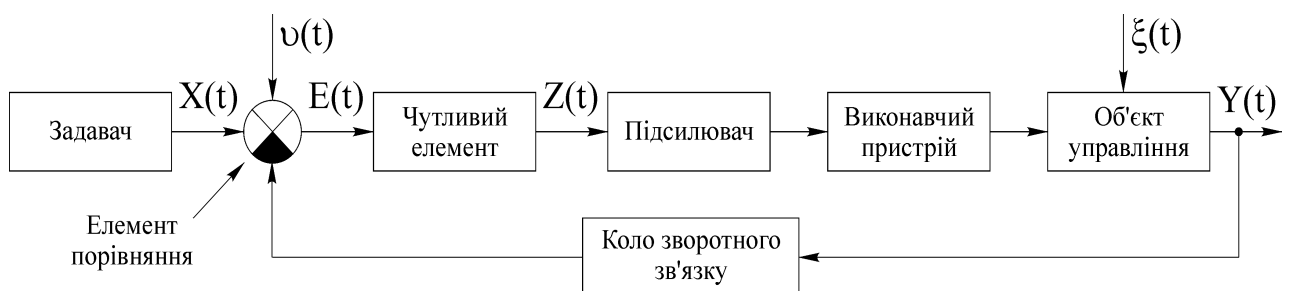 υ(t)
ξ(t)
X(t)
E(t)
Z(t)
Y(t)
Задавач
Чутливий
елемент
Підсилювач
Виконавчий
пристрій
Об'єкт
управління
Елемент
порівняння
Коло зворотного
зв'язку